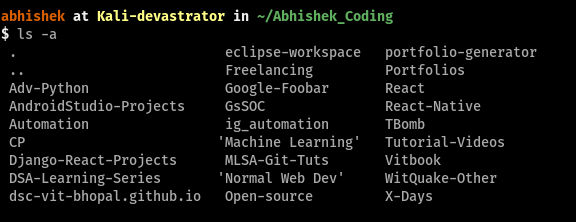 abhishek at Kali-devastrator in ~/Abhishek_Coding
$ ls -a
. eclipse-workspace portfolio-generator
.. Freelancing Portfolios
Adv-Python Google-Foobar React
AndroidStudio-Projects GsSOC React-Native
Automation ig_automation TBomb
CP 'Machine Learning' Tutorial-Videos
Django-React-Projects MLSA-Git-Tuts Vitbook
DSA-Learning-Series 'Normal Web Dev' WitQuake-Other
dsc-vit-bhopal.github.io Open-source X-Days